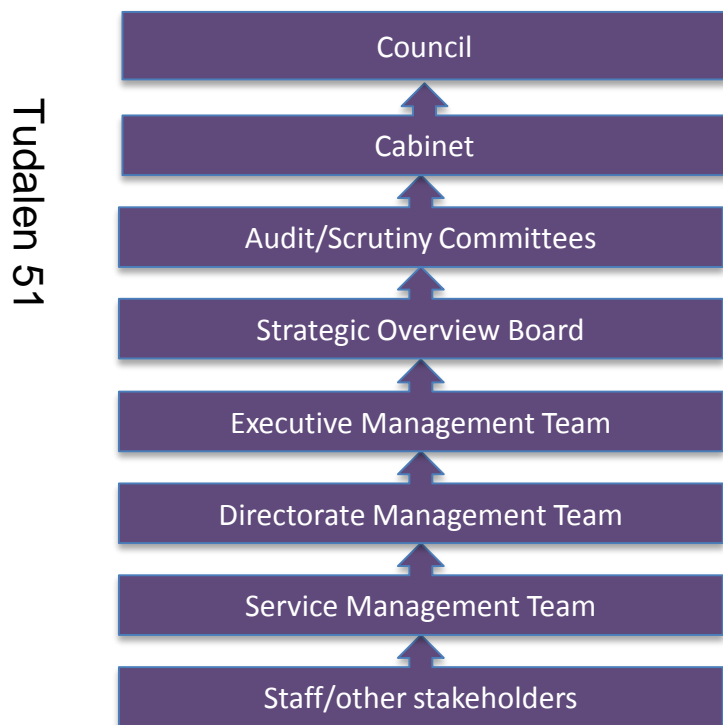 Tudalen 51
Council
Cabinet
Audit/Scrutiny Committees
Strategic Overview Board
Executive Management Team
Directorate Management Team
Service Management Team
Staff/other stakeholders